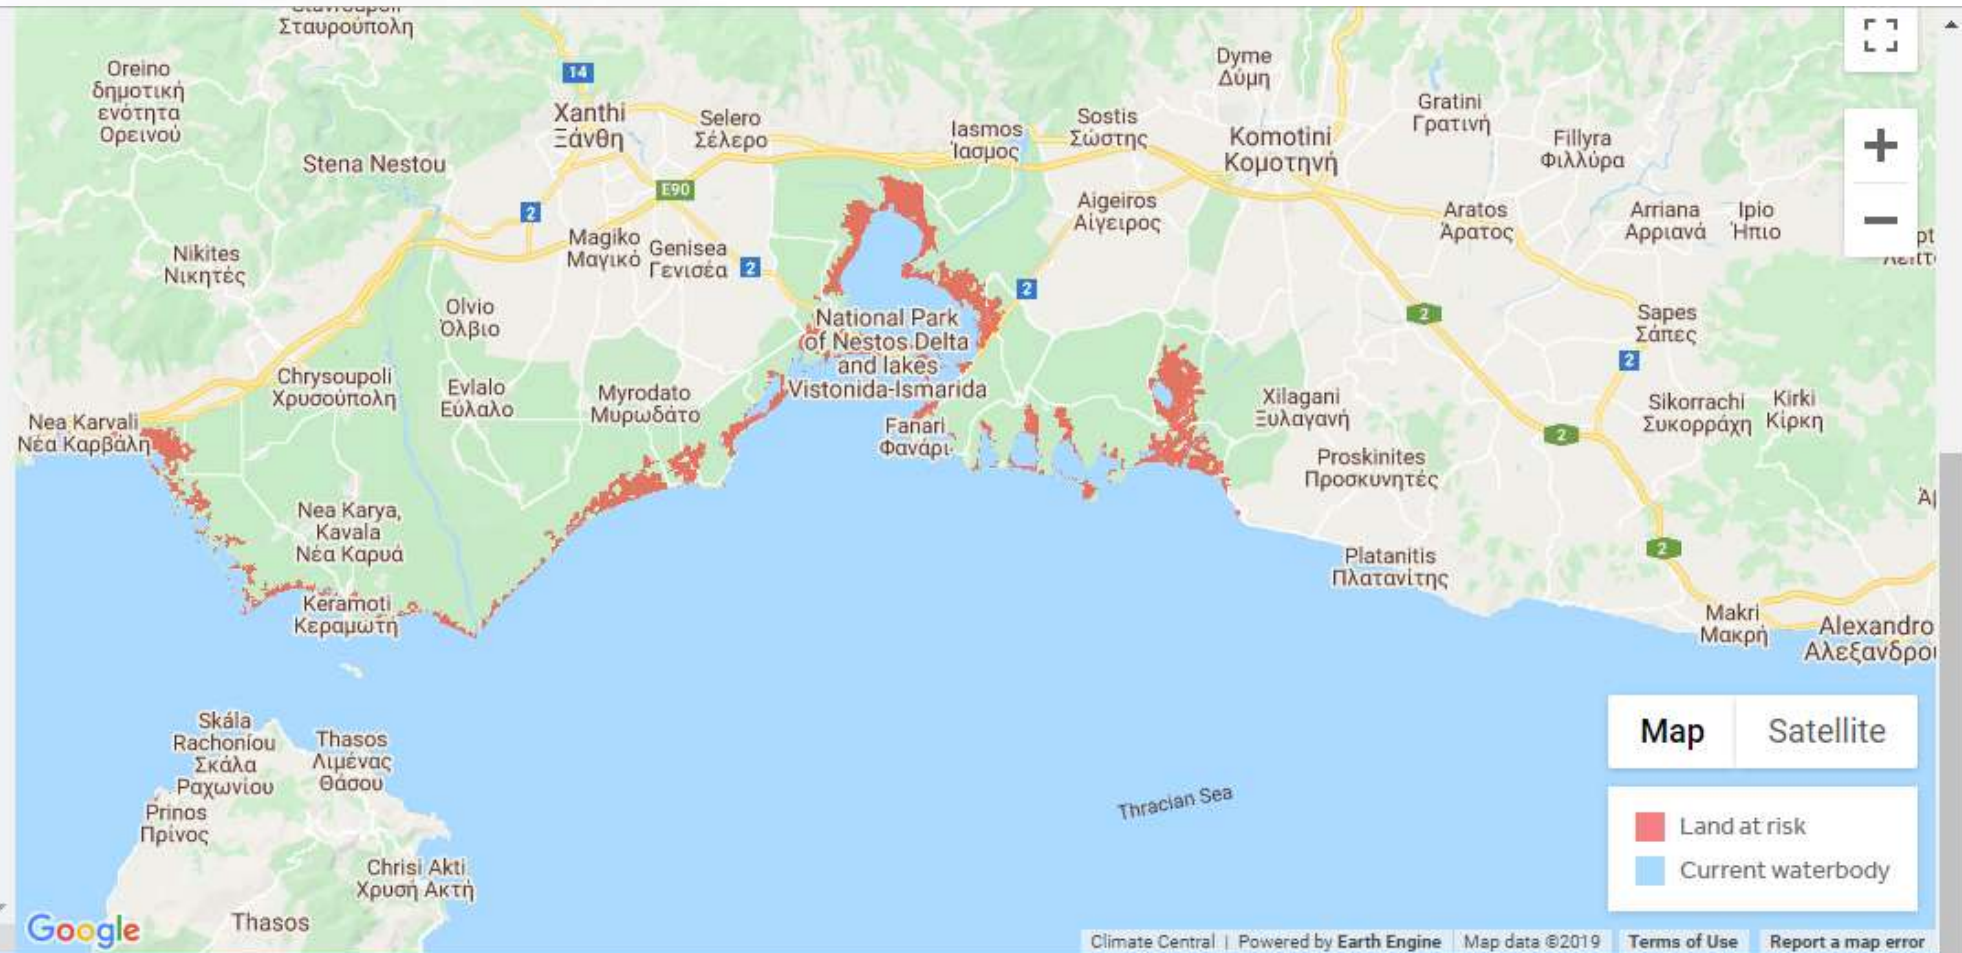 Σταυρούπολη
Oreino
δημοτική
ενότητα
Ορεινού
14
Xanthi
Ξάνθη
Selero
Σέλερο
Iasmos
Ίασμος
Sostis
Σώστης
Dyme
Δύμη
Komotini
Κομοτηνή
Gratini
Γρατινή
Fillyra
Φιλλύρα
Stena Nestou
E90
2
Magiko
Μαγικό
Genisea
Γενισέα
2
Aigeiros
Αίγειρος
2
Aratos
Άρατος
Arriana
Αρριανά
Ipio
Ήπιο
Nikites
Νικητές
Olvio
Όλβιο
National Park
of Nestos Delta
and lakes
Vistonida-Ismarida
2
Sapes
Σάπες
2
Chrysoupoli
Χρυσούπολη
Evlalo
Εύλαλο
Myrodato
Μυρωδάτο
Fanari
Φανάρι
Xilagani
Ξυλαγανή
Sikorrachi
Συκορράχη
Kirki
Κίρκη
2
Nea Karvali
Νέα Καρβάλη
Proskinites
Προσκυνητές
Nea Karya,
Kavala
Νέα Καρυά
2
Platanitis
Πλατανίτης
Keramoti
Κεραμωτή
Makri
Μακρή
Alexandro
Αλεξανδρο
Skála
Rachoníou
Σκάλα
Ραχωνίου
Thasos
Λιμένας
Θάσου
Prinos
Πρίνος
Thracian Sea
Chrisi Akti
Χρυσή Ακτή
Thasos
Map
Satellite
Land at risk
Current waterbody
Google
Climate Central | Powered by Earth Engine
Map data ©2019
Terms of Use
Report a map error